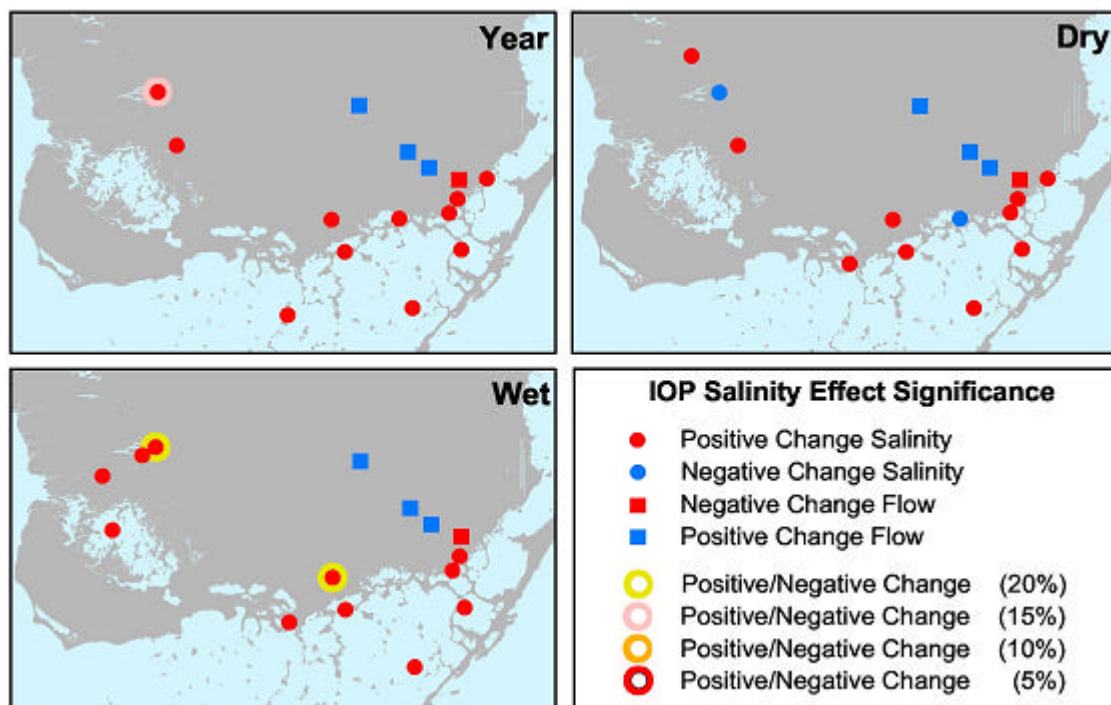 Year
Dry
Wet
IOP Salinity Effect Significance
Positive Change Salinity
Negative Change Salinity
Negative Change Flow
Positive Change Flow
Positive/Negative Change (20%)
Positive/Negative Change (15%)
Positive/Negative Change (10%)
Positive/Negative Change (5%)